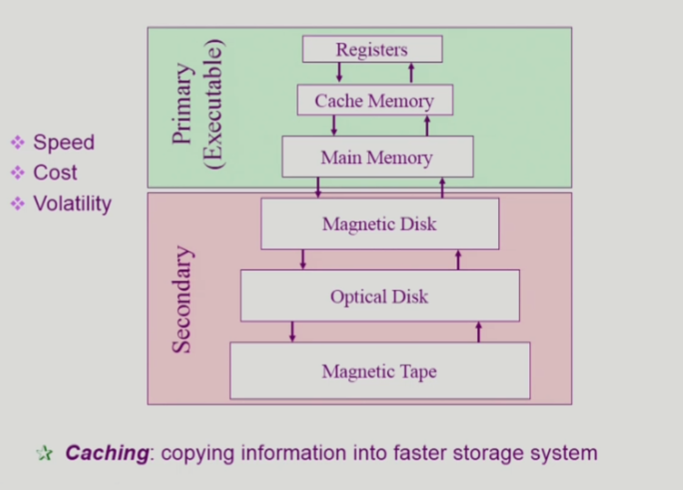 Primary
(Executable)
Registers
Cache Memory
Main Memory
Speed
Cost
Volatility
Secondary
Magnetic Disk
Optical Disk
Magnetic Tape
Caching: copying information into faster storage system